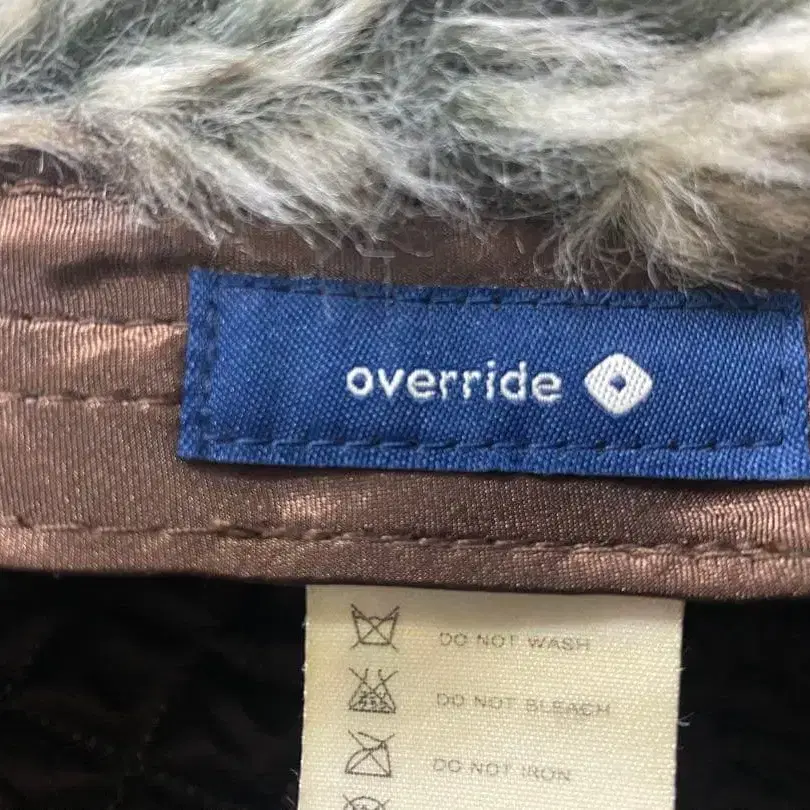 override
DO NOT WASH
DO NOT BLEACH
DO NOT IRON